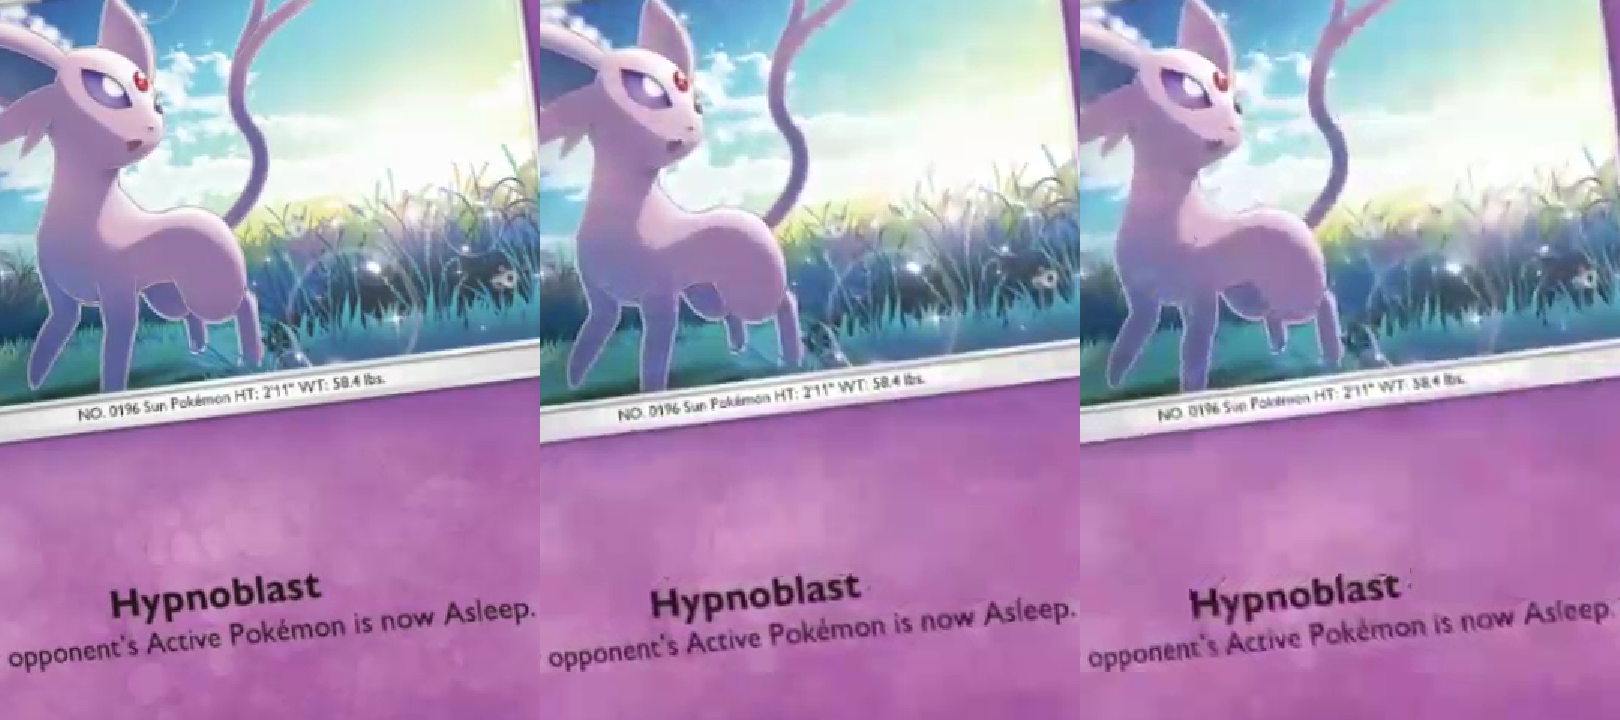 NO. 0196 Sun Pokémon HT: 2'11" WT: 58.4 lbs.
Hypnoblast
opponent's Active Pokémon is now Asleep.
NO. 0196 Sun Pokémon HT: 2'11" WT: 58.4 lbs.
Hypnoblast
opponent's Active Pokémon is now Asleep.
NO. 0196 Sun Pokémon HT: 2'11" WT: 58.4 lbs.
Hypnoblast
opponent's Active Pokémon is now Asleep.